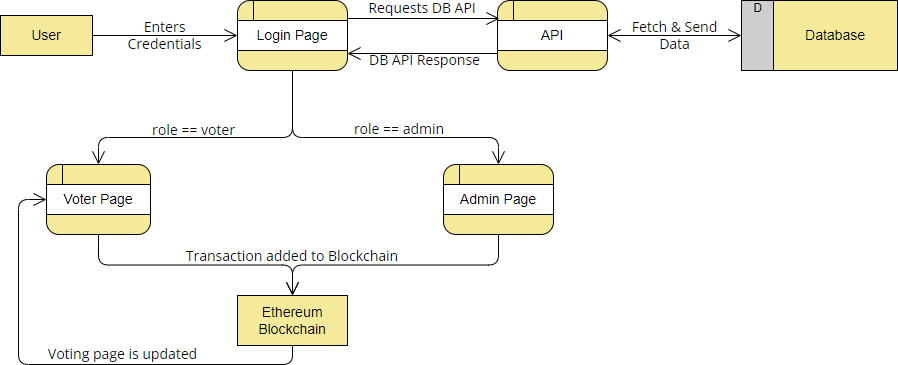 Requests DB API
D
User
Enters
Credentials
Login Page
API
Fetch & Send
Data
Database
DB API Response
role == voter
role == admin
Voter Page
Admin Page
Transaction added to Blockchain
Ethereum
Blockchain
Voting page is updated